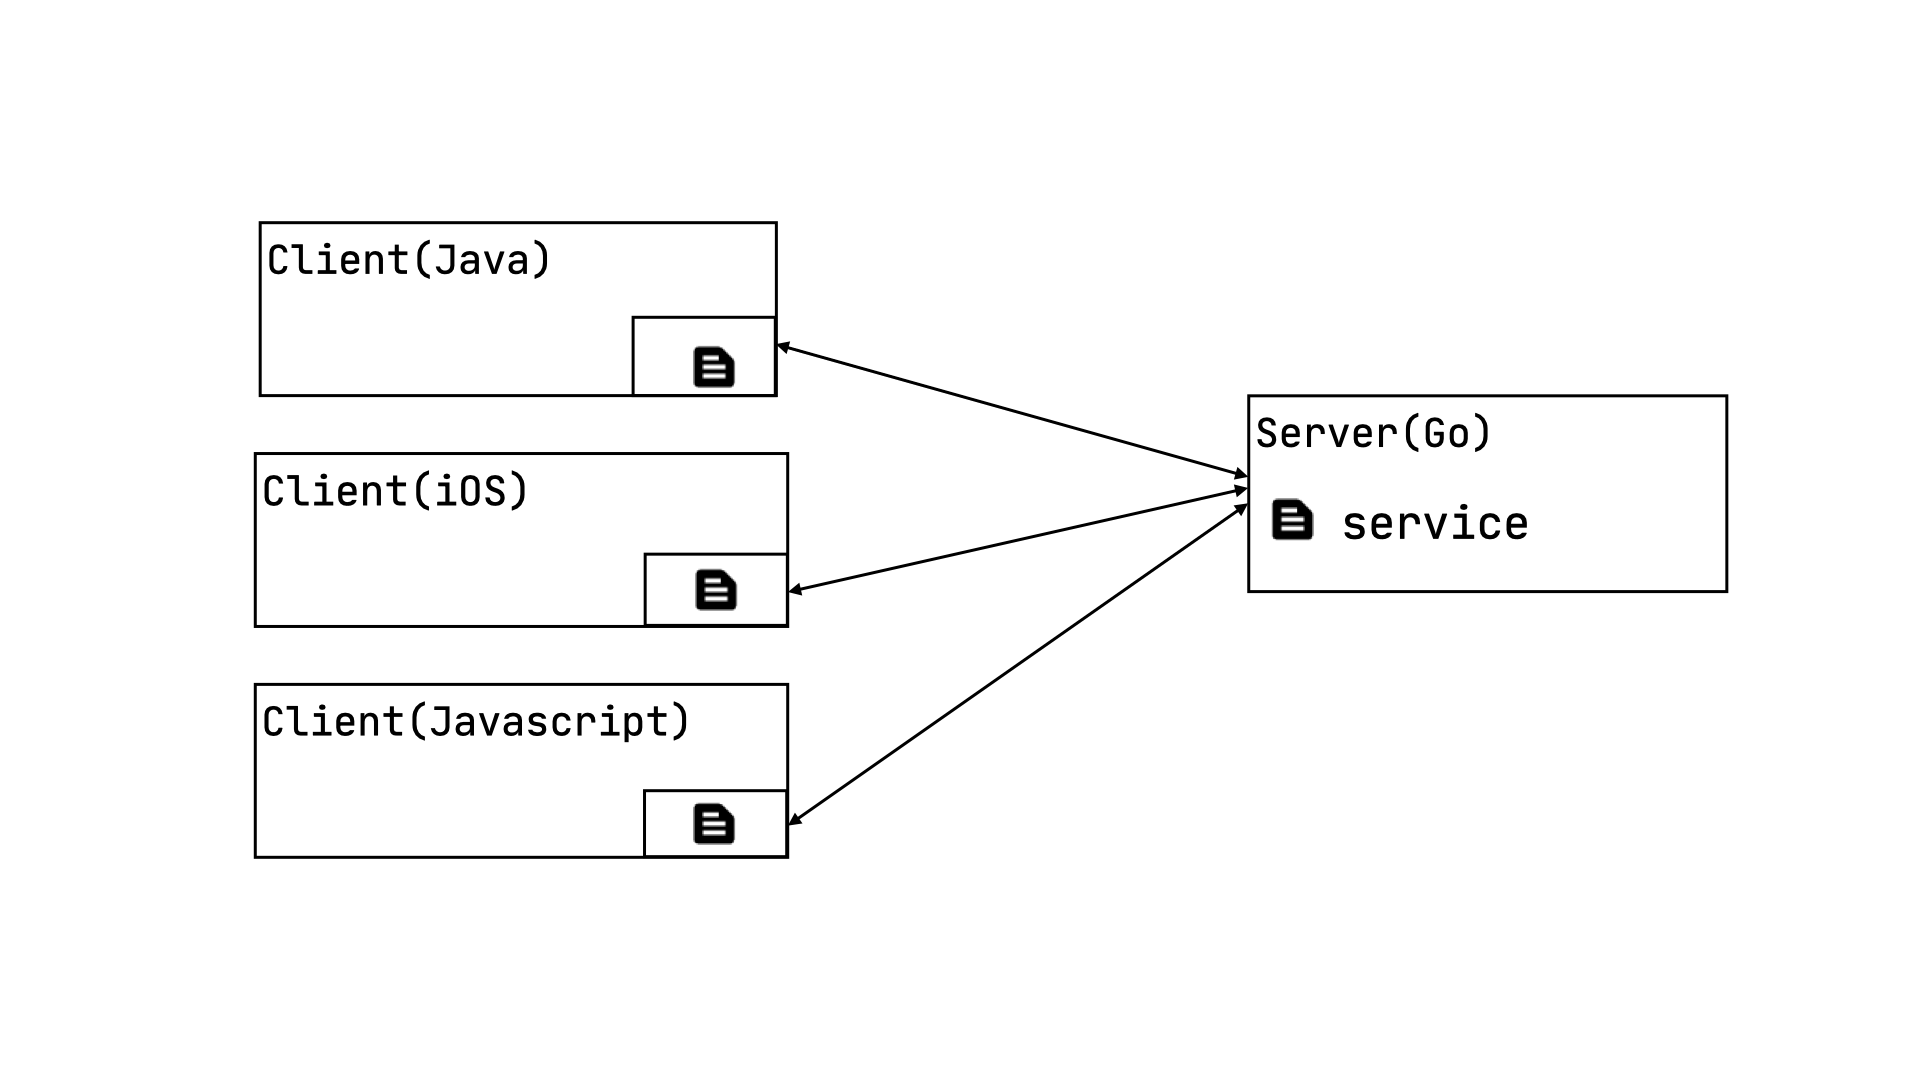 Client(Java)
Client(iOS)
Client(Javascript)
Server(Go)
service